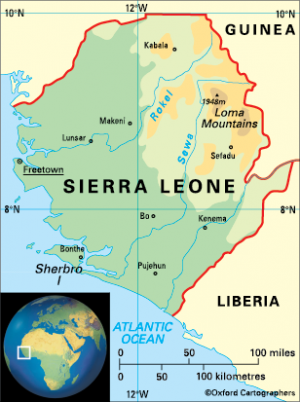 12°W
10°N
10°N
GUINEA
Kabala
Rokel
1948m
Loma
Mountains
Makeni
Sewa
Lunsar
Sefadu
Freetown
SIERRA LEONE
8°N
8°N
Bo
Kenema
Bonthe
Sherbro
I
Pujehun
LIBERIA
ATLANTIC
OCEAN
0 50 100 miles
0 50 100 kilometres
12°W
©Oxford Cartographers